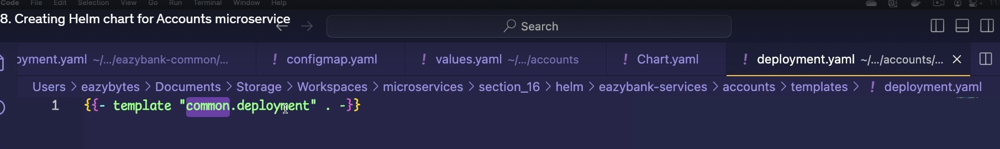 Code File Edit Selection View Go Run Terminal Window Help
8. Creating Helm chart for Accounts microservice
Search
oyment.yaml ~/.../eazybank-common/... ! configmap.yaml ! values.yaml ~/.../accounts ! Chart.yaml ! deployment.yaml ~/.../accounts/...
Users > eazybytes > Documents > Storage > Workspaces > microservices > section_16 > helm > eazybank-services > accounts > templates > ! deployment.yaml
1 {{- template "common.deployment" . -}}